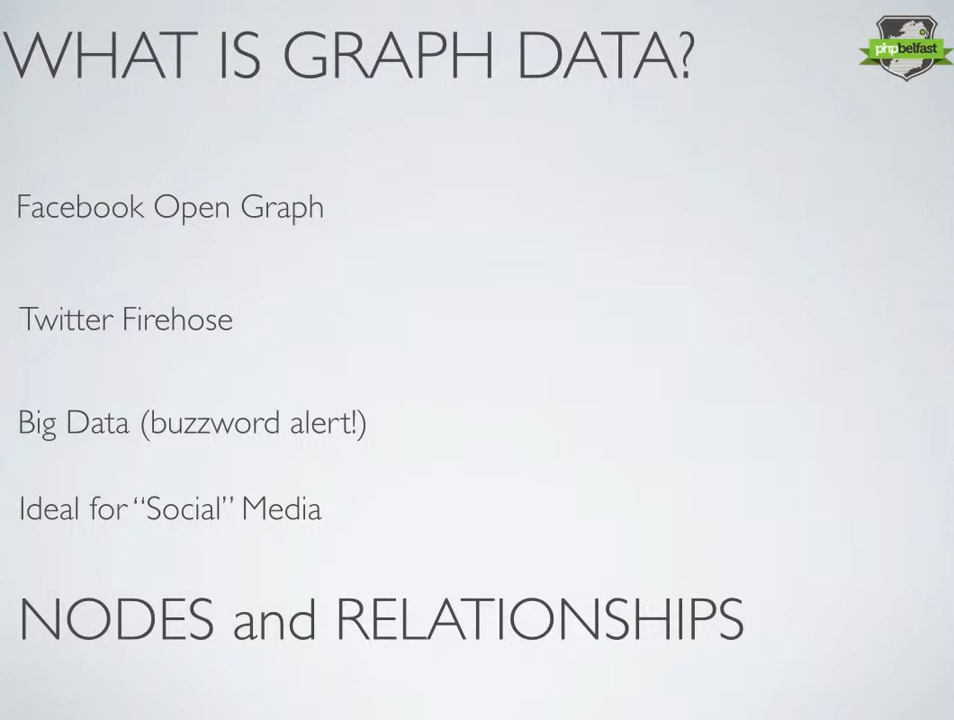 WHAT IS GRAPH DATA?
phpbelfast
Facebook Open Graph
Twitter Firehose
Big Data (buzzword alert!)
Ideal for “Social” Media
NODES and RELATIONSHIPS